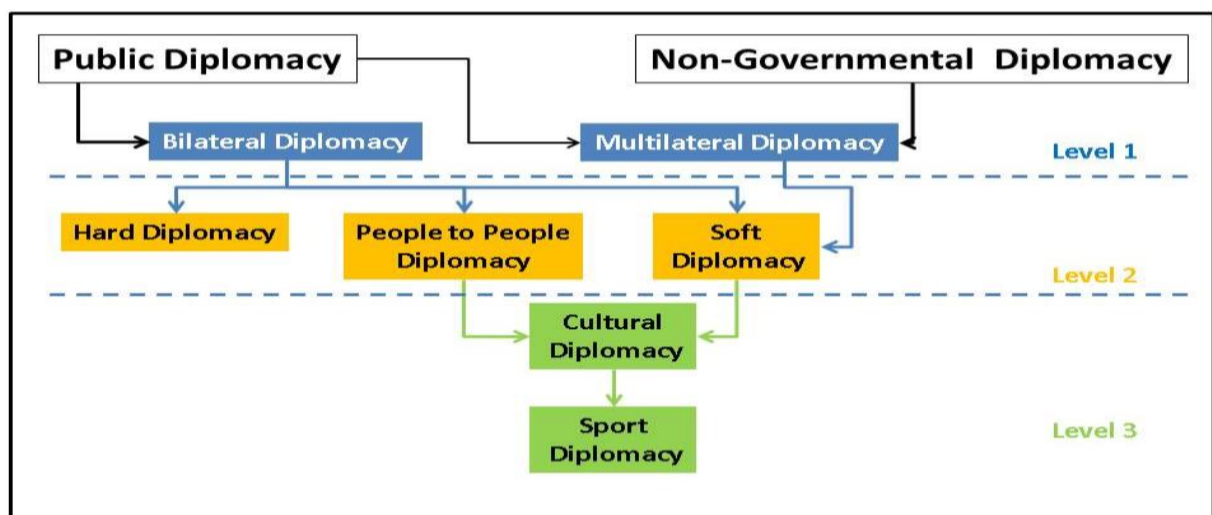 Public Diplomacy
Non-Governmental Diplomacy
Bilateral Diplomacy
Multilateral Diplomacy
Level 1
Hard Diplomacy
People to People
Diplomacy
Soft
Diplomacy
Level 2
Cultural
Diplomacy
Sport
Diplomacy
Level 3